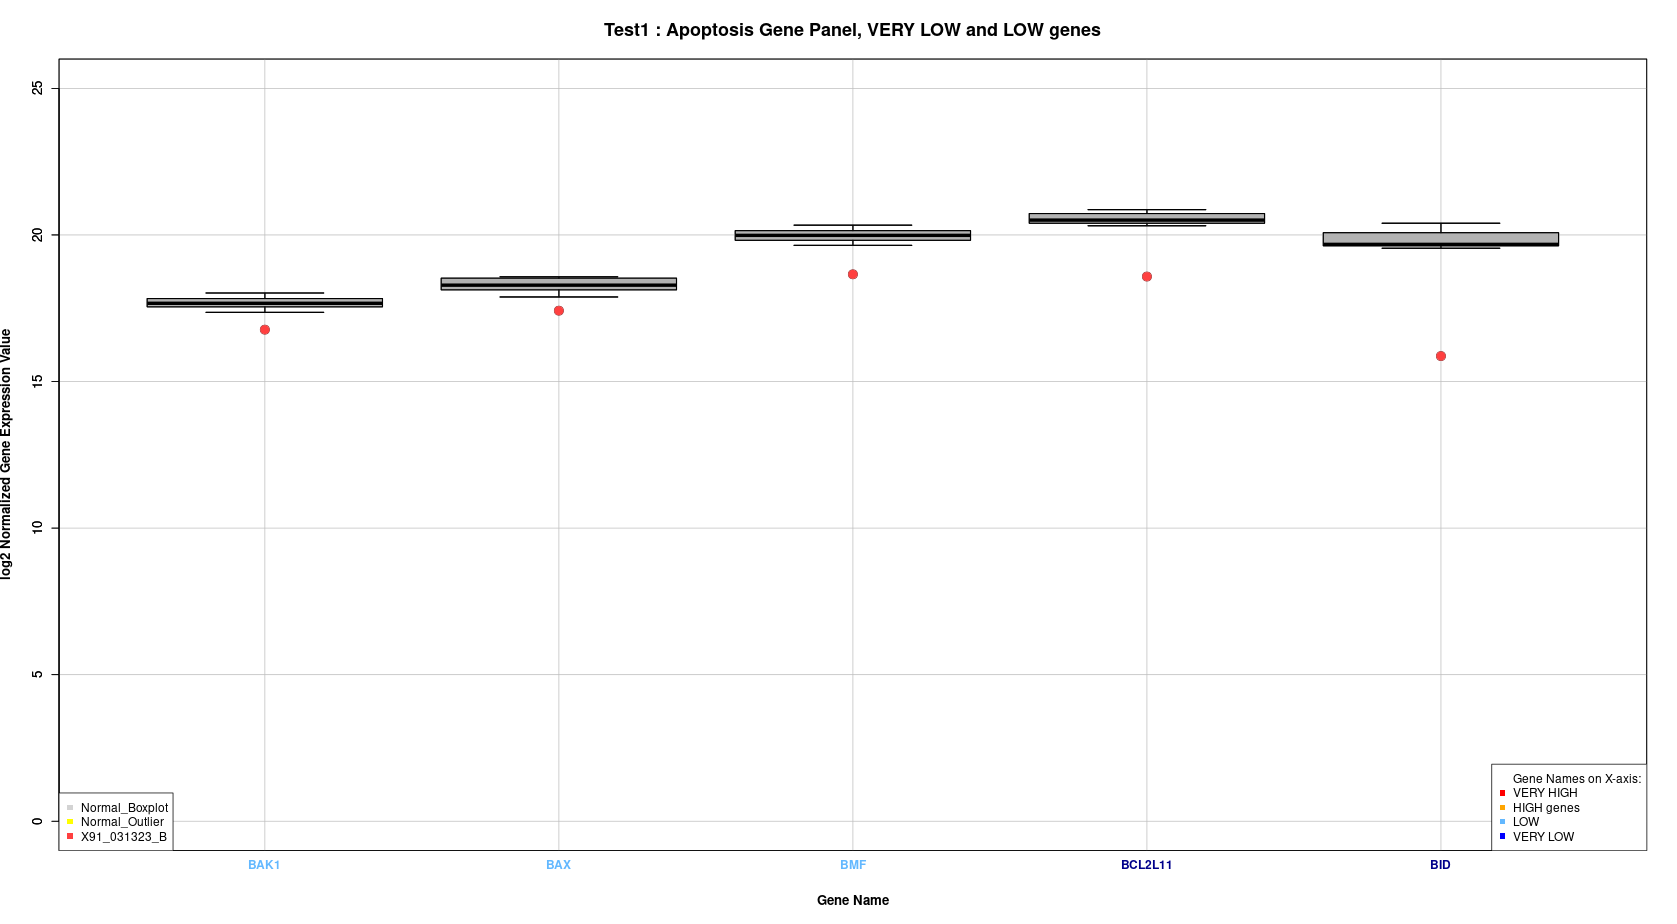 Test1 : Apoptosis Gene Panel, VERY LOW and LOW genes
log2 Normalized Gene Expression Value
25
20
15
10
5
0
Normal_Boxplot
Normal_Outlier
X91_031323_B
Gene Names on X-axis:
VERY HIGH
HIGH genes
LOW
VERY LOW
BAK1 BAX BMF BCL2L11 BID
Gene Name